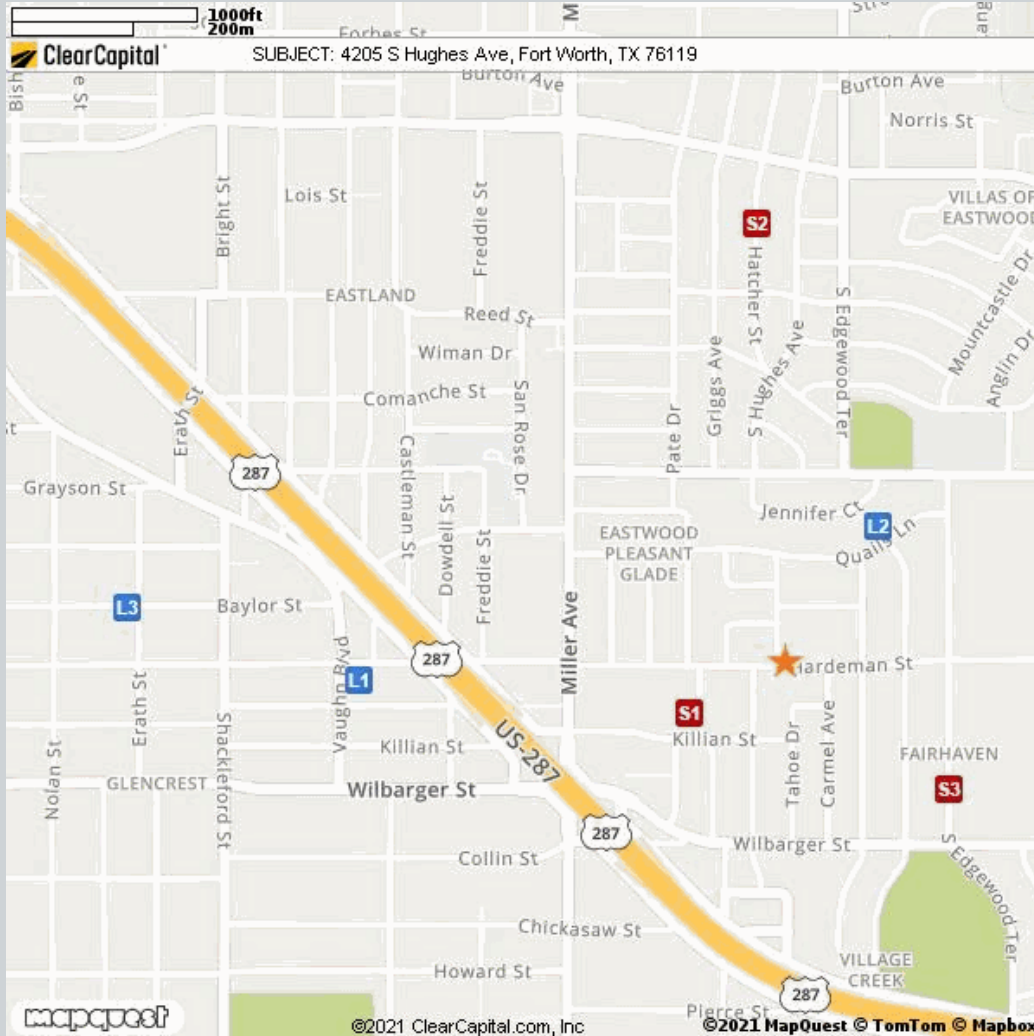 1000ft
200m
Forbes St
M
ClearCapital
SUBJECT: 4205 S Hughes Ave, Fort Worth, TX 76119
Bish
e St
Burton Ave
Burton Ave
Norris St
Lois St
Bright St
Freddie St
S2
VILLAS OF
EASTWOOD
Hatcher St
EASTLAND
Reed St
Wiman Dr
Comanche St
San Rose Dr
Griggs Ave
S Hughes Ave
S Edgewood Ter
Mountcastle Dr
Anglin Dr
Erath St
st
Castleman St
Pate Dr
287
Grayson St
Dowdell St
Freddie St
Jennifer Ct
L2
Quails Ln
EASTWOOD
PLEASANT
GLADE
L3
Baylor St
Miller Ave
287
Hardeman St
L1
Vaughn Blvd
Erath St
S1
Killian St
Killian St
US-287
Tahoe Dr
Carmel Ave
FAIRHAVEN
Nolan St
GLENCREST
Shackleford St
Wilbarger St
S3
287
Wilbarger St
Collin St
S Edgewood Ter
Chickasaw St
Howard St
VILLAGE
CREEK
287
Pierce St
mapquest
©2021 ClearCapital.com, Inc
©2021 MapQuest © TomTom © Mapbox